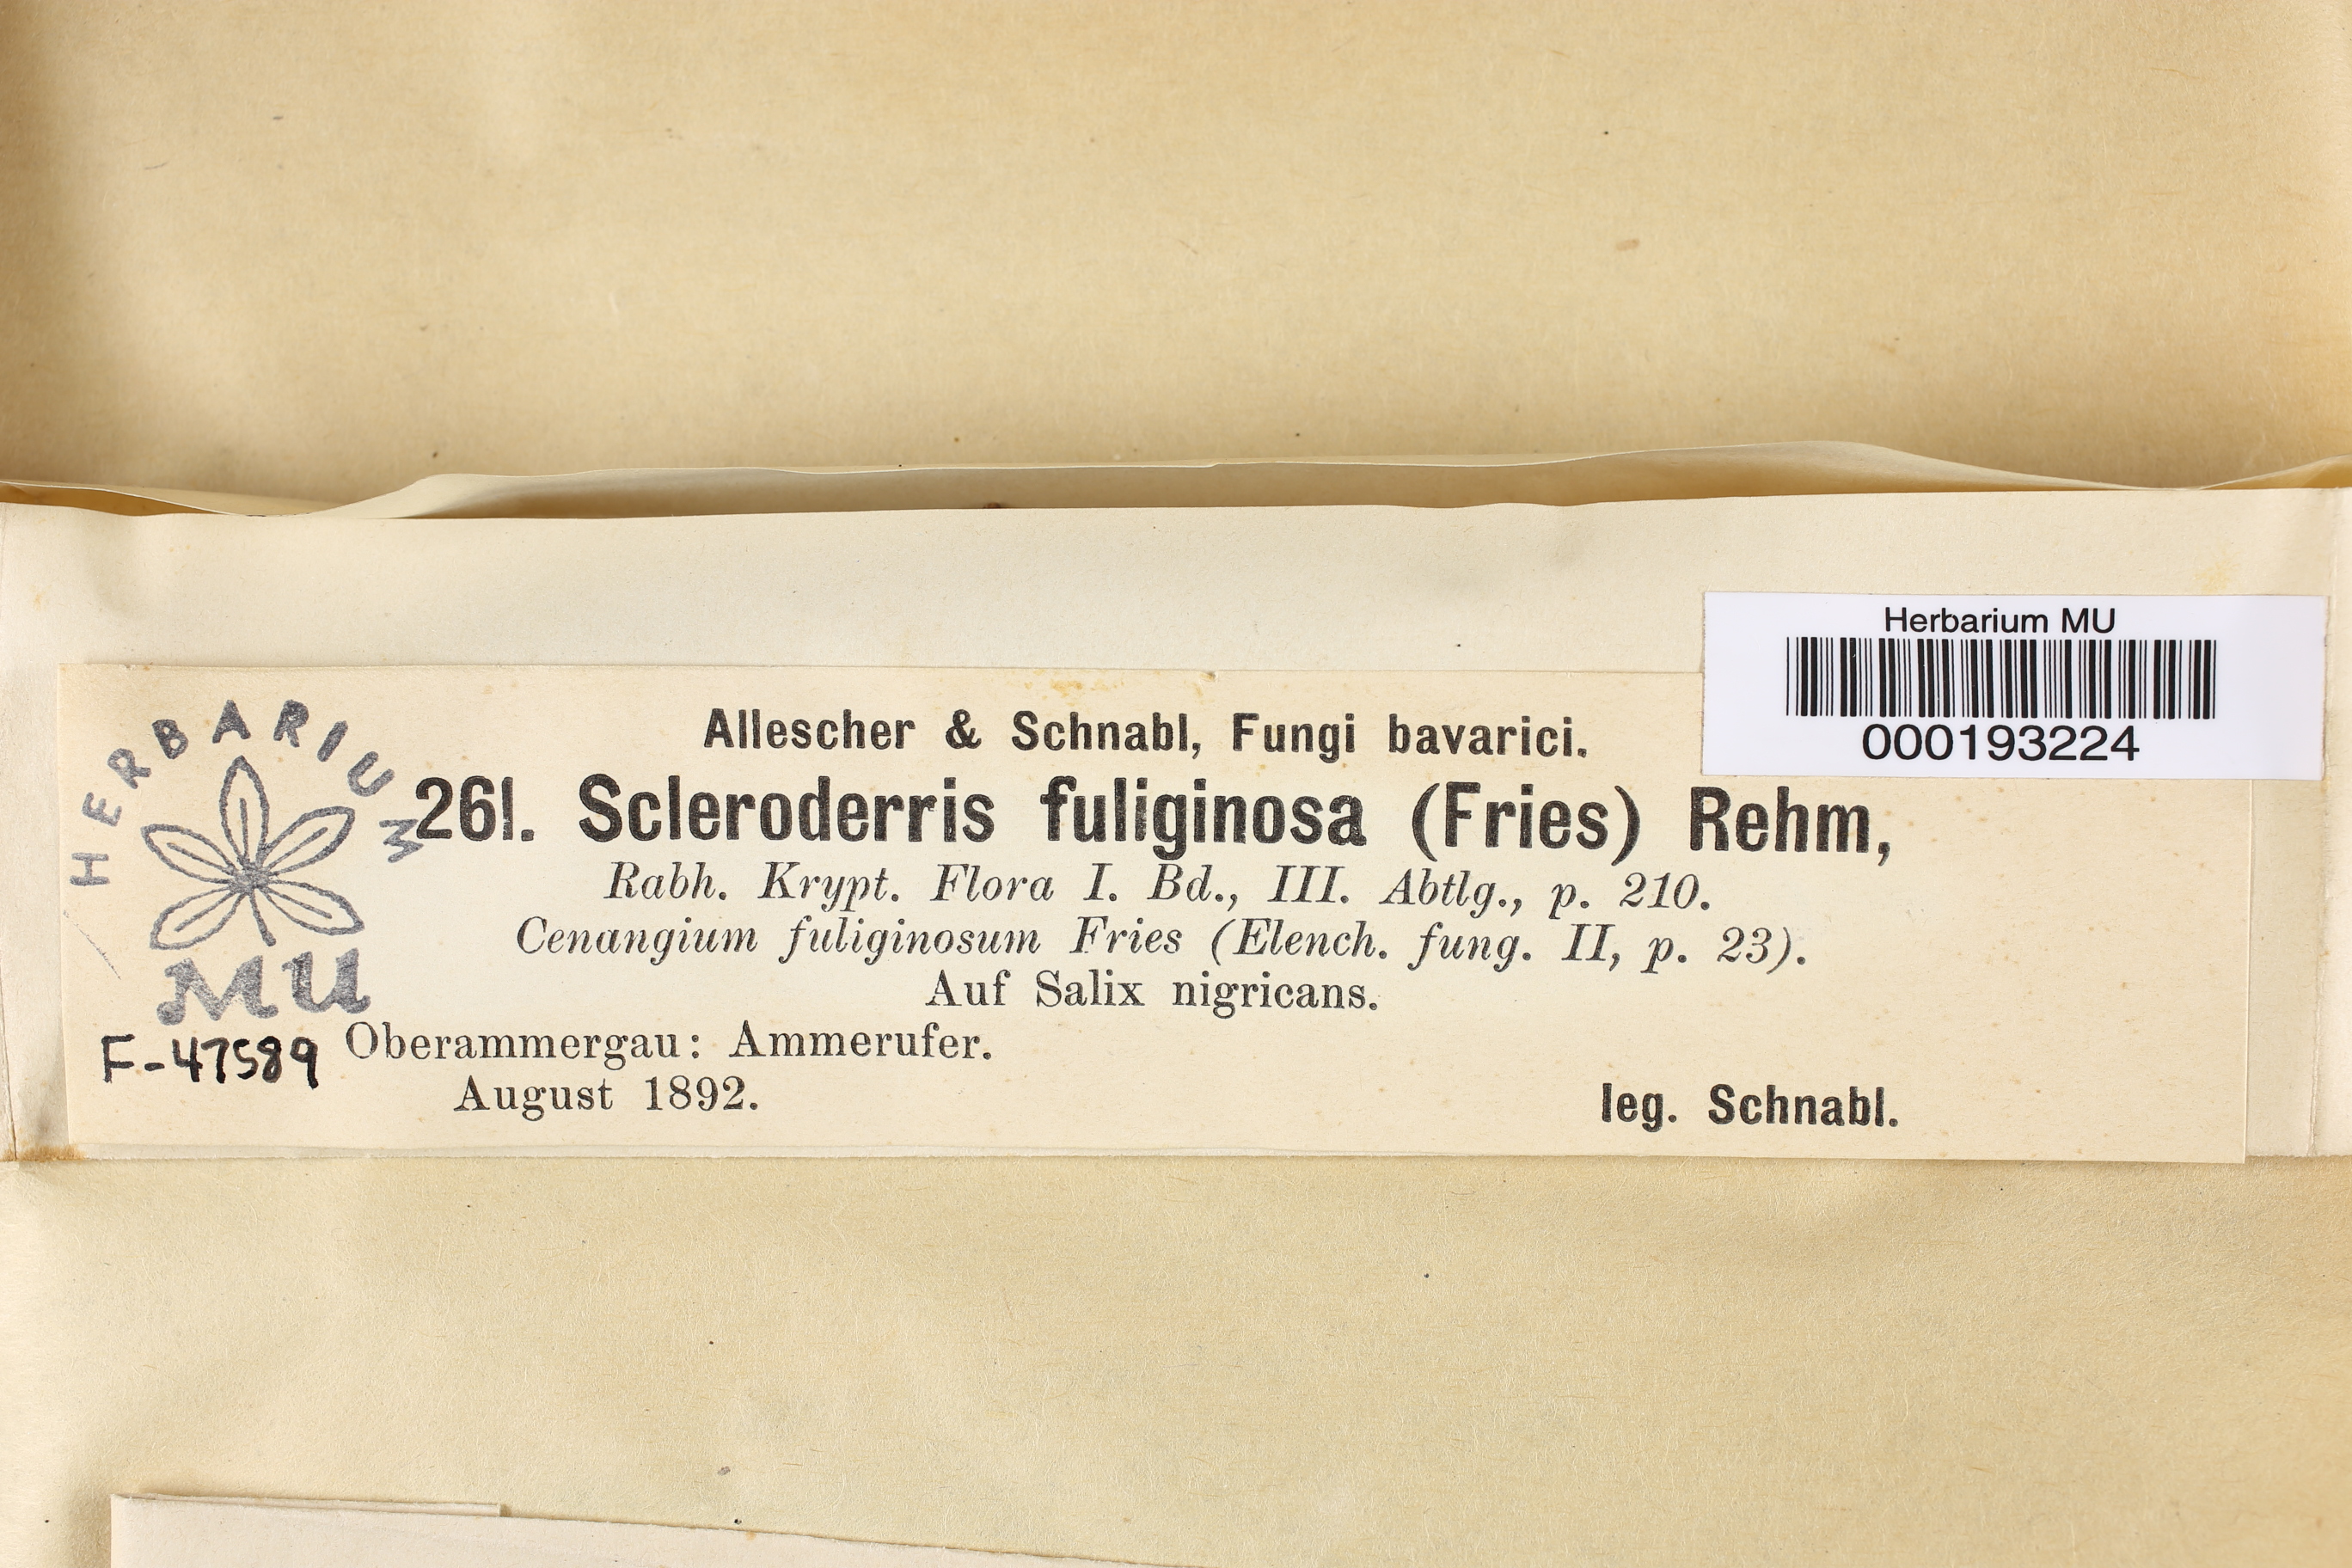 Herbarium MU
000193224
HERBARIUM
MU
F-47589
Allescher & Schnabl, Fungi bavarici.
261. Scleroderris fuliginosa (Fries) Rehm,
Rabh. Krypt. Flora I. Bd., III. Abtlg., p. 210.
Cenangium fuliginosum Fries (Elench. fung. II, p. 23).
Auf Salix nigricans.
Oberammergau: Ammerufer.
August 1892.
leg. Schnabl.